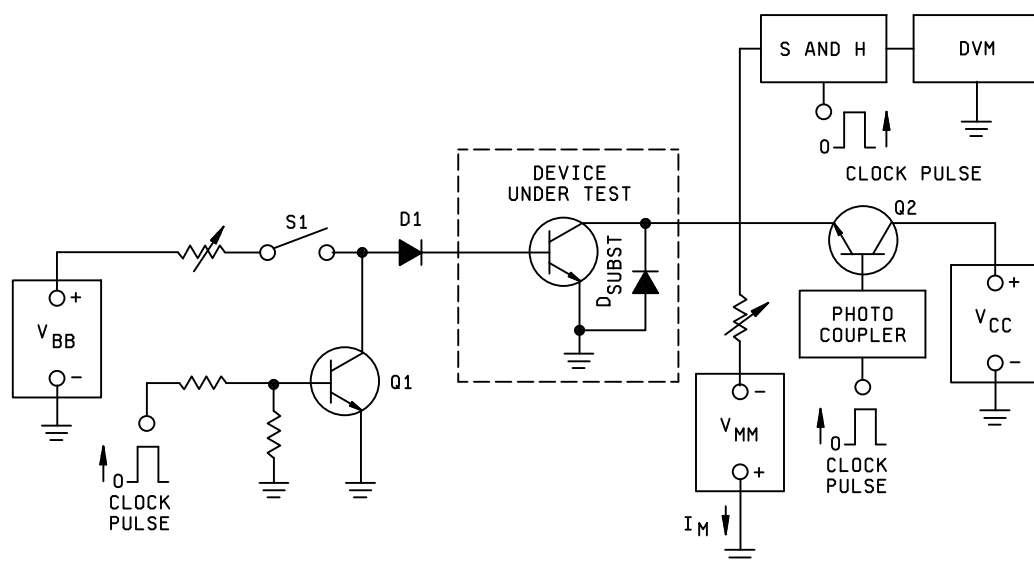 S AND H
DVM
0
CLOCK PULSE
DEVICE
UNDER TEST
S1
D1
Q2
D SUBST
+
V BB
−
+
V CC
−
PHOTO
COUPLER
Q1
−
V MM
+
0
CLOCK
PULSE
0
CLOCK
PULSE
I M